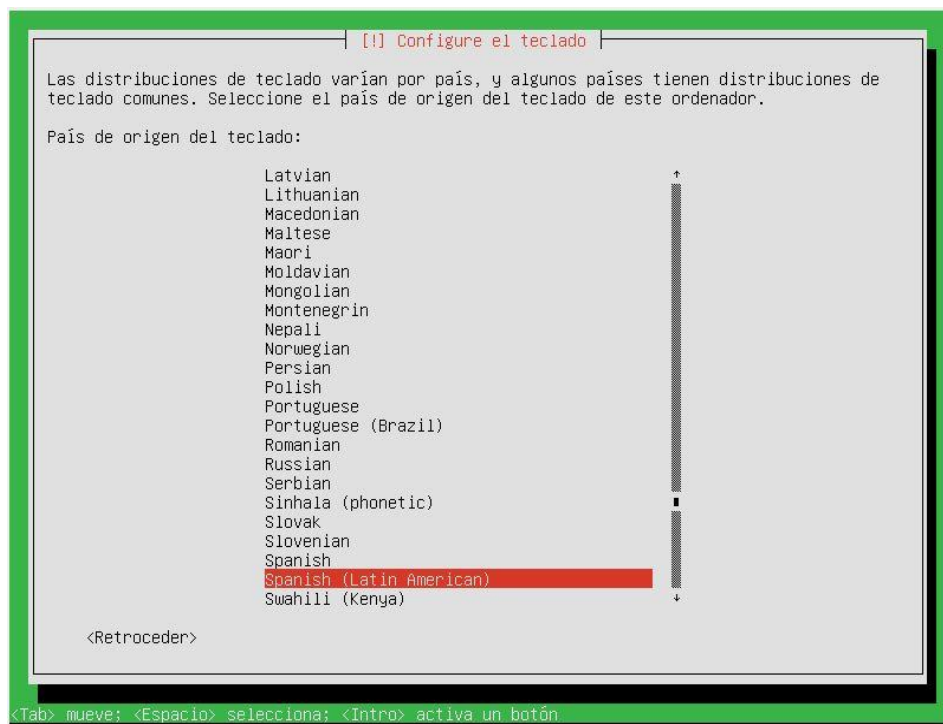 [!] Configure el teclado
Las distribuciones de teclado varían por país, y algunos países tienen distribuciones de
teclado comunes. Seleccione el país de origen del teclado de este ordenador.
País de origen del teclado:
Latvian
Lithuanian
Macedonian
Maltese
Maori
Moldavian
Mongolian
Montenegrin
Nepali
Norwegian
Persian
Polish
Portuguese
Portuguese (Brazil)
Romanian
Russian
Serbian
Sinhala (phonetic)
Slovak
Slovenian
Spanish
Spanish (Latin American)
Swahili (Kenya)
<Retroceder>
<Tab> mueve; <Espacio> selecciona; <Intro> activa un botón